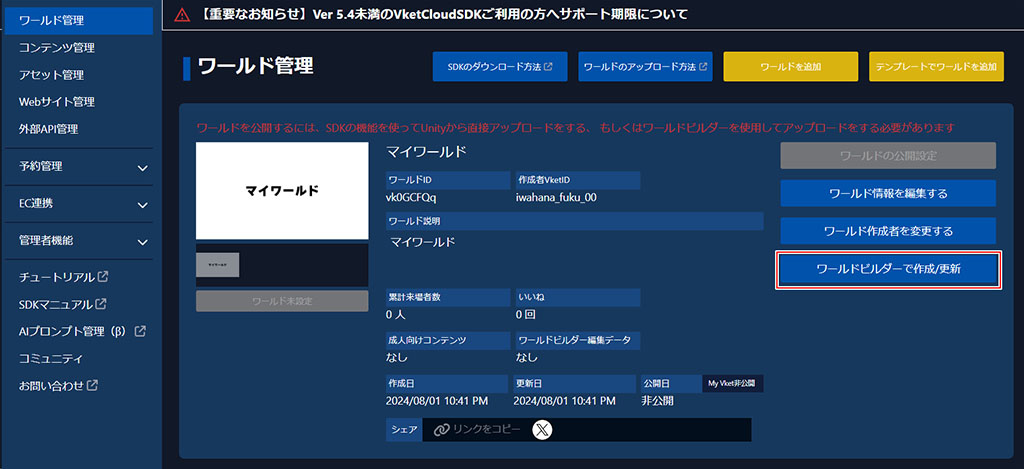 ワールド管理
コンテンツ管理
アセット管理
Webサイト管理
外部API管理
予約管理
EC連携
管理者機能
チュートリアル
SDKマニュアル
AIプロンプト管理（β）
コミュニティ
お問い合わせ
【重要なお知らせ】Ver 5.4未満のVketCloudSDKご利用の方へサポート期限について
ワールド管理
SDKのダウンロード方法
ワールドのアップロード方法
ワールドを追加
テンプレートでワールドを追加
ワールドを公開するには、SDKの機能を使ってUnityから直接アップロードをする、 もしくはワールドビルダーを使用してアップロードをする必要があります
マイワールド
マイワールド
ワールド未設定
マイワールド
ワールドID
作成者VketID
vk0GCFQq
iwahana_fuku_00
ワールド説明
マイワールド
累計来場者数
いいね
0 人
0 回
成人向けコンテンツ
ワールドビルダー編集データ
なし
なし
作成日
更新日
公開日
My Vket非公開
2024/08/01 10:41 PM
2024/08/01 10:41 PM
非公開
シェア
リンクをコピー
X
ワールドの公開設定
ワールド情報を編集する
ワールド作成者を変更する
ワールドビルダーで作成/更新